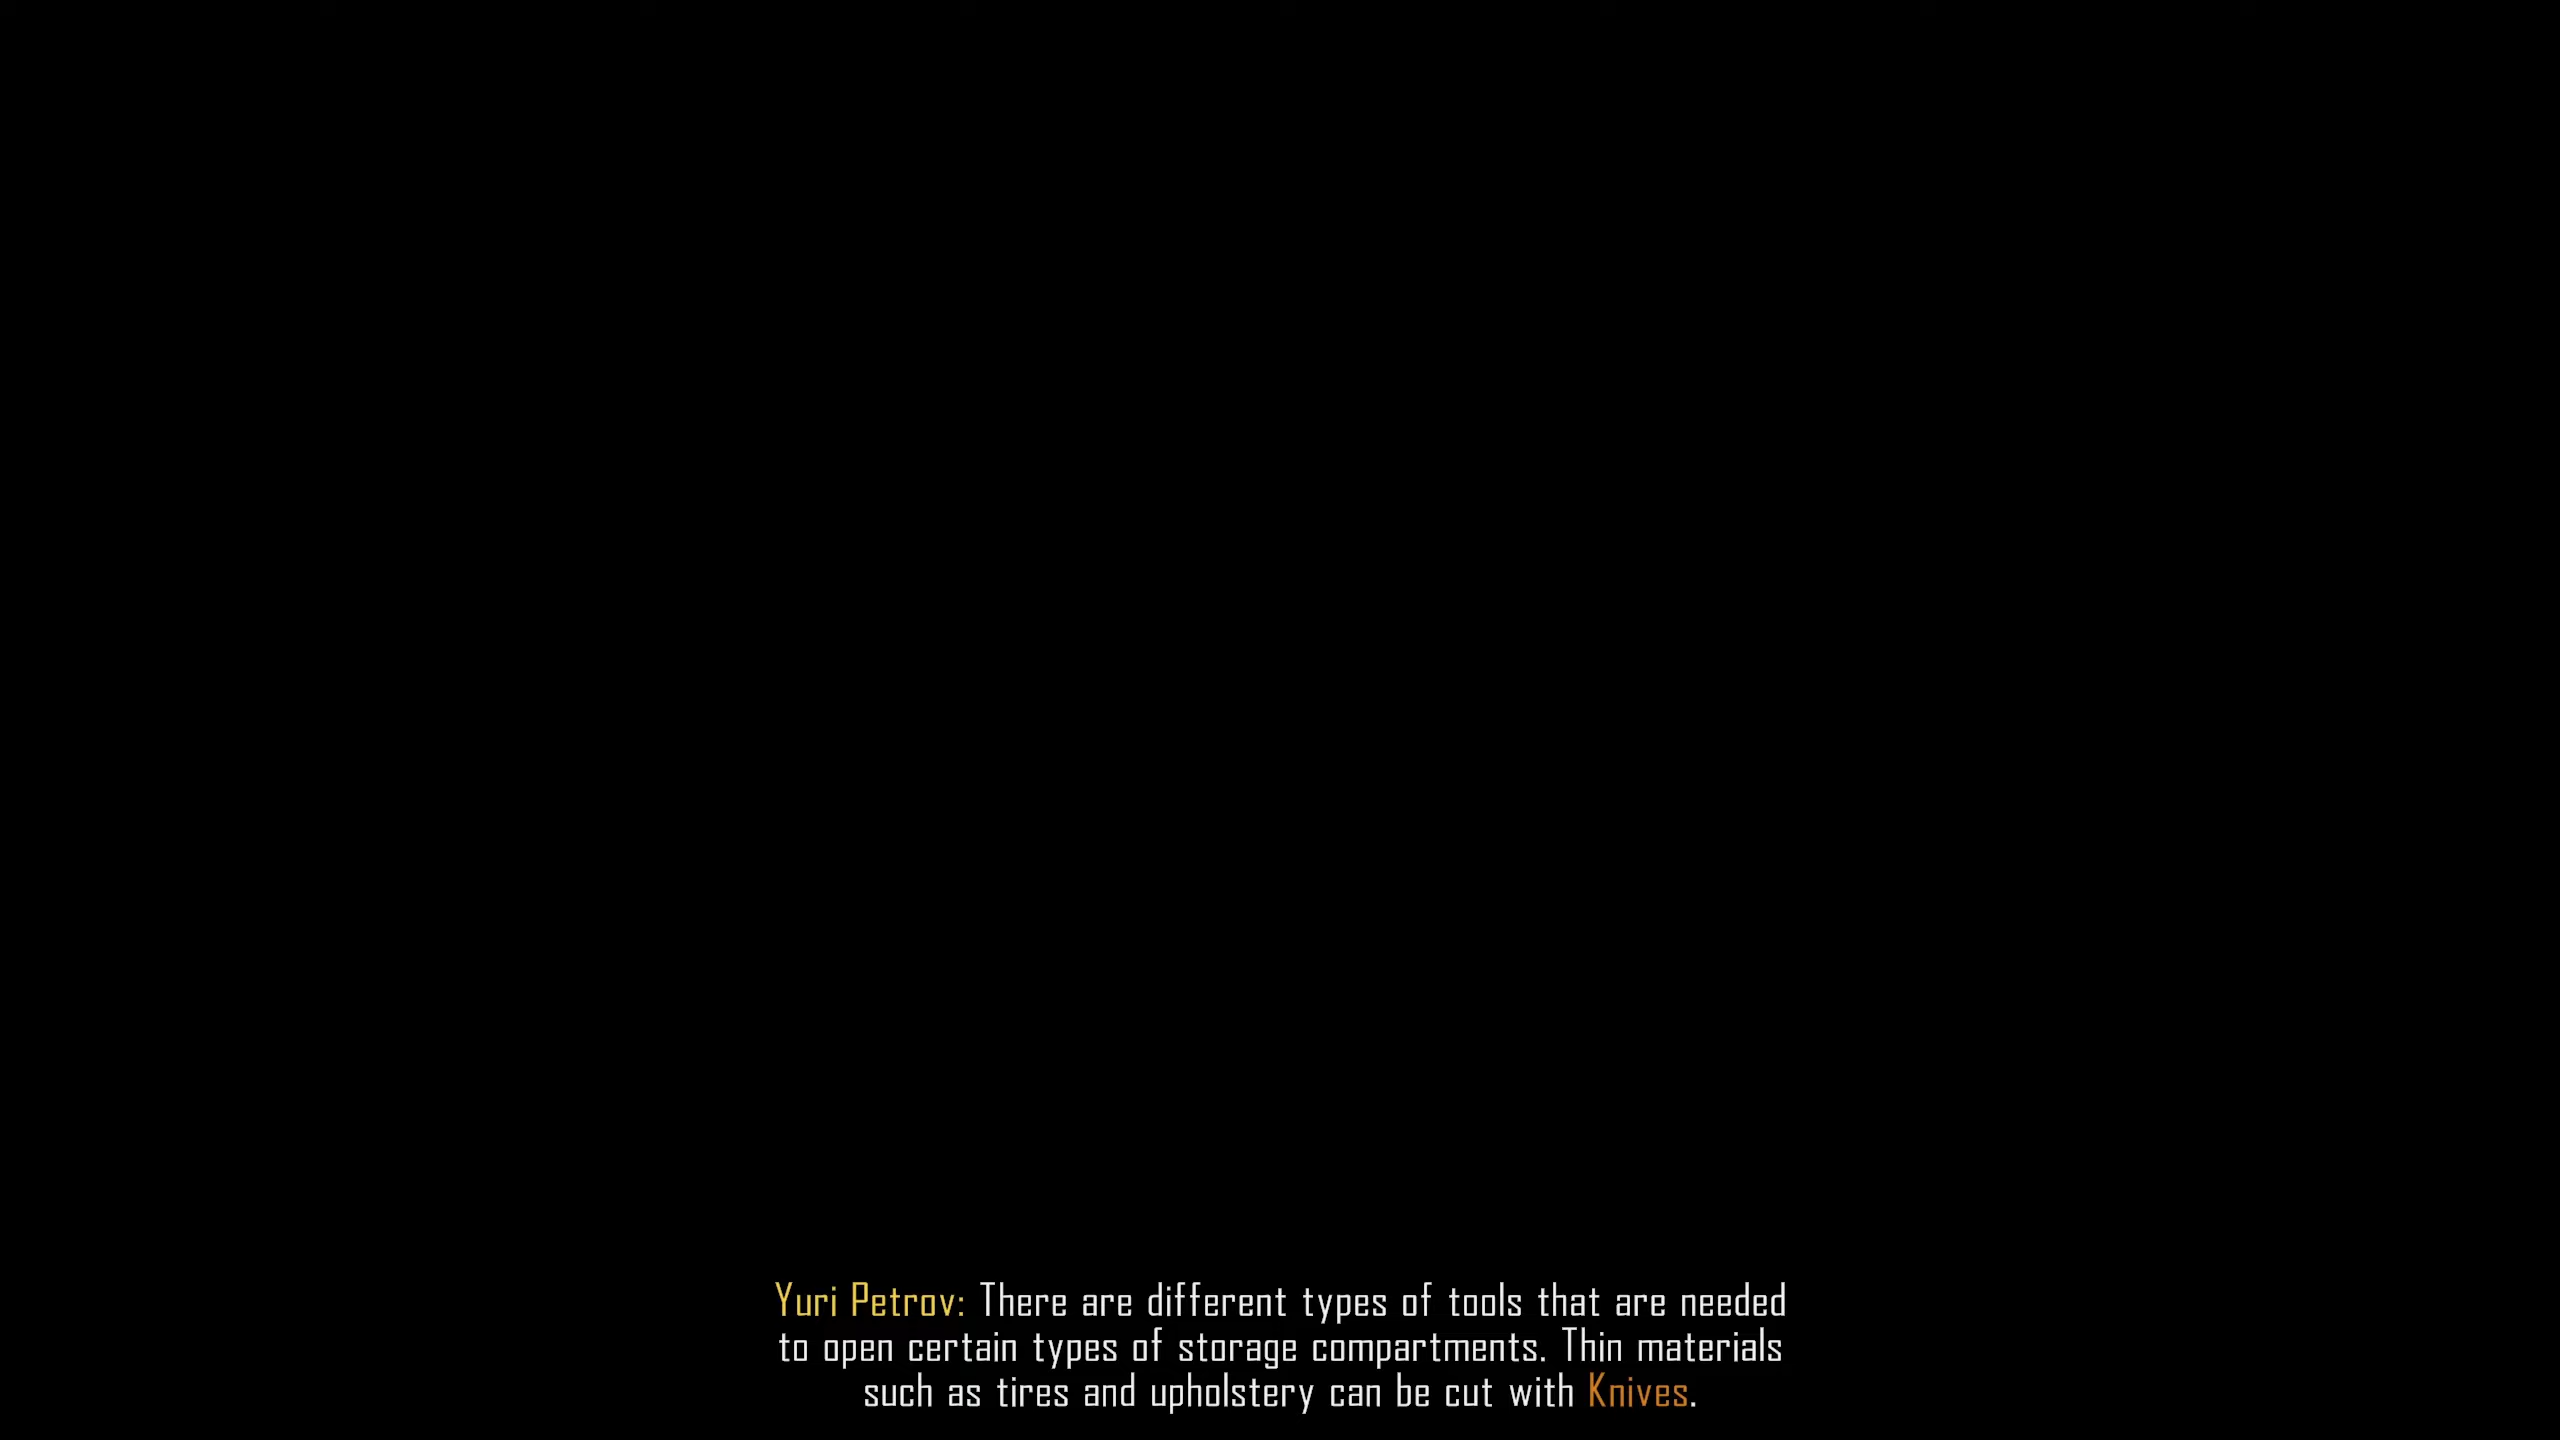 Yuri Petrov: There are different types of tools that are needed
to open certain types of storage compartments. Thin materials
such as tires and upholstery can be cut with Knives.